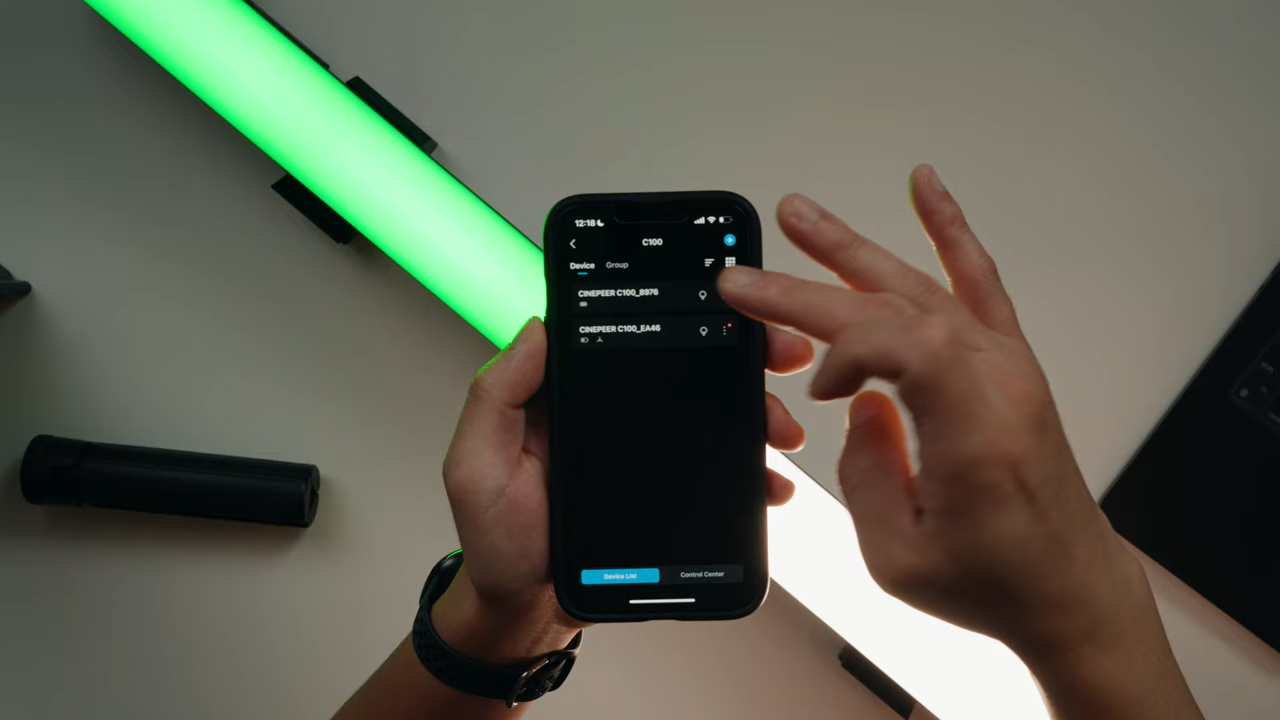 12:18
C100
Device Group
CINEPEER C100_8976
CINEPEER C100_EA46
Device List Control Center